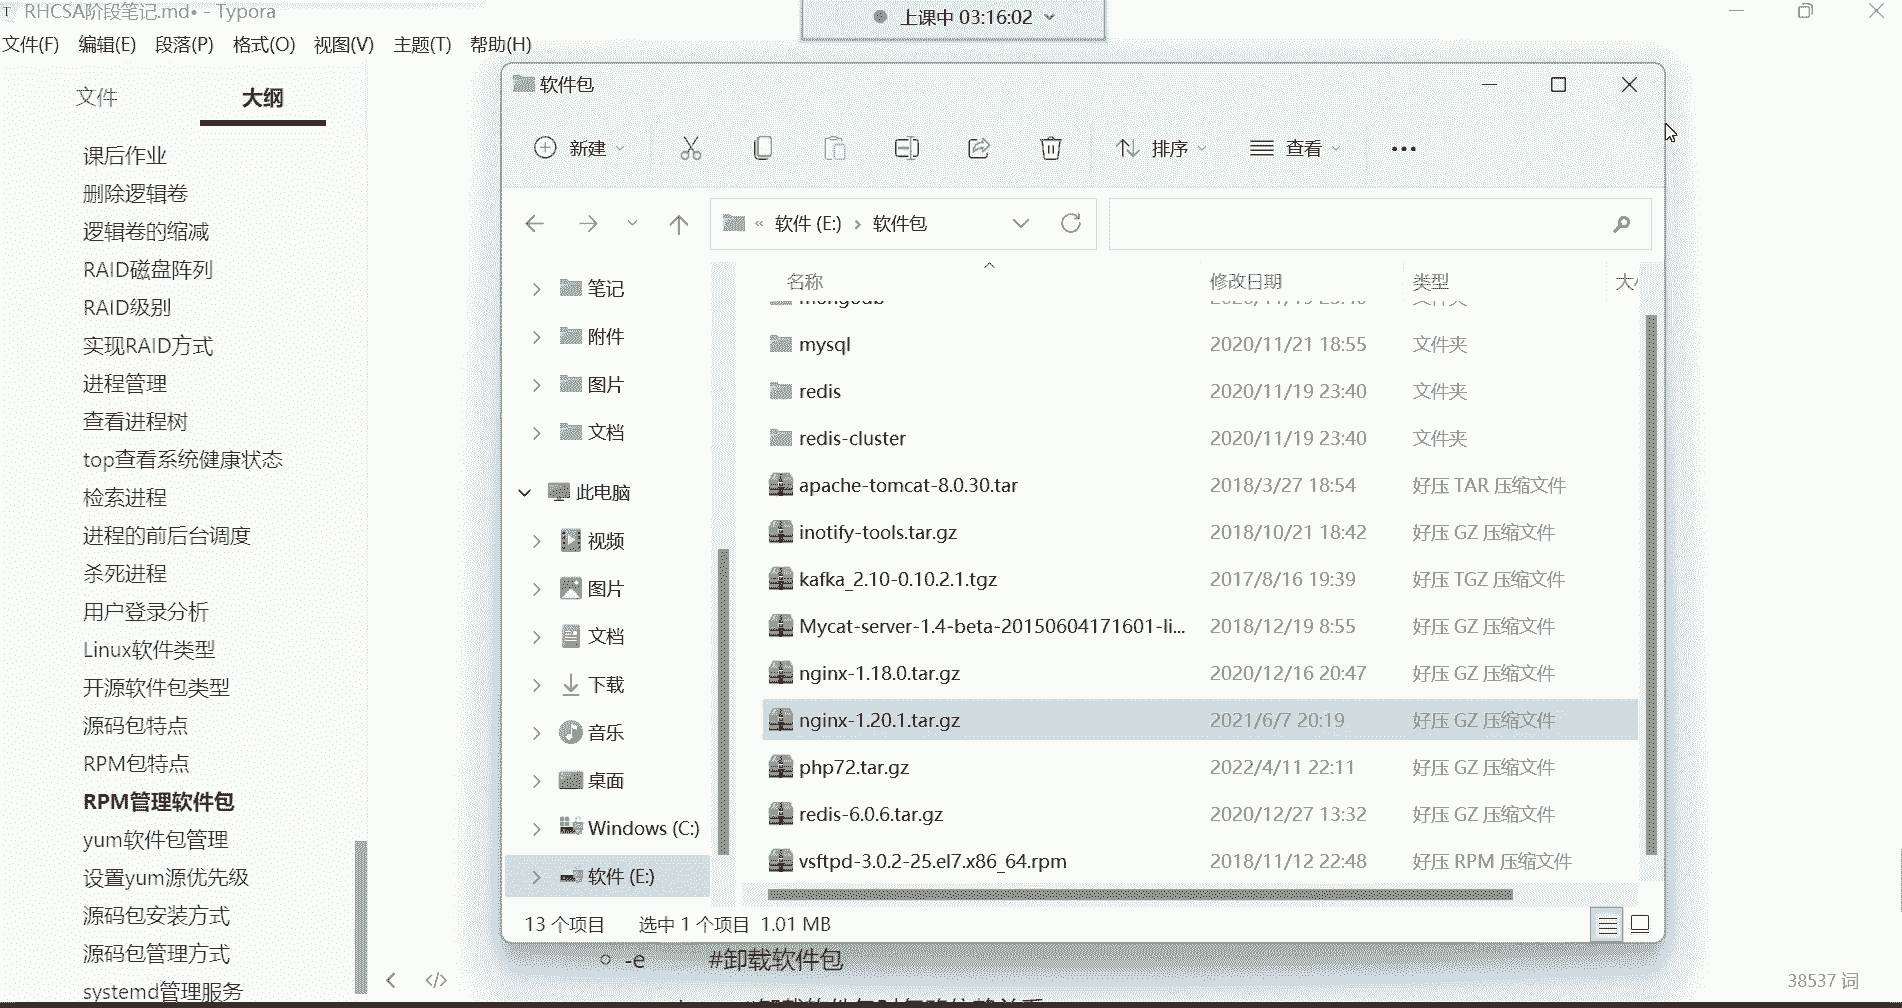 RHCSA阶段笔记.md• - Typora
上课中 03:16:02
文件(F) 编辑(E) 段落(P) 格式(O) 视图(V) 主题(T) 帮助(H)
文件 大纲
课后作业
删除逻辑卷
逻辑卷的缩减
RAID磁盘阵列
RAID级别
实现RAID方式
进程管理
查看进程树
top查看系统健康状态
检索进程
进程的前后台调度
杀死进程
用户登录分析
Linux软件类型
开源软件包类型
源码包特点
RPM包特点
RPM管理软件包
yum软件包管理
设置yum源优先级
源码包安装方式
源码包管理方式
systemd管理服务
软件包
新建 排序 查看
« 软件 (E:) › 软件包
笔记
附件
图片
文档
此电脑
视频
图片
文档
下载
音乐
桌面
Windows (C:)
软件 (E:)
名称 修改日期 类型
mongodb
mysql 2020/11/21 18:55 文件夹
redis 2020/11/19 23:40 文件夹
redis-cluster 2020/11/19 23:40 文件夹
apache-tomcat-8.0.30.tar 2018/3/27 18:54 好压 TAR 压缩文件
inotify-tools.tar.gz 2018/10/21 18:42 好压 GZ 压缩文件
kafka_2.10-0.10.2.1.tgz 2017/8/16 19:39 好压 TGZ 压缩文件
Mycat-server-1.4-beta-20150604171601-li... 2018/12/19 8:55 好压 GZ 压缩文件
nginx-1.18.0.tar.gz 2020/12/16 20:47 好压 GZ 压缩文件
nginx-1.20.1.tar.gz 2021/6/7 20:19 好压 GZ 压缩文件
php72.tar.gz 2022/4/11 22:11 好压 GZ 压缩文件
redis-6.0.6.tar.gz 2020/12/27 13:32 好压 GZ 压缩文件
vsftpd-3.0.2-25.el7.x86_64.rpm 2018/11/12 22:48 好压 RPM 压缩文件
13 个项目 选中 1 个项目 1.01 MB
-e #卸载软件包
38537 词